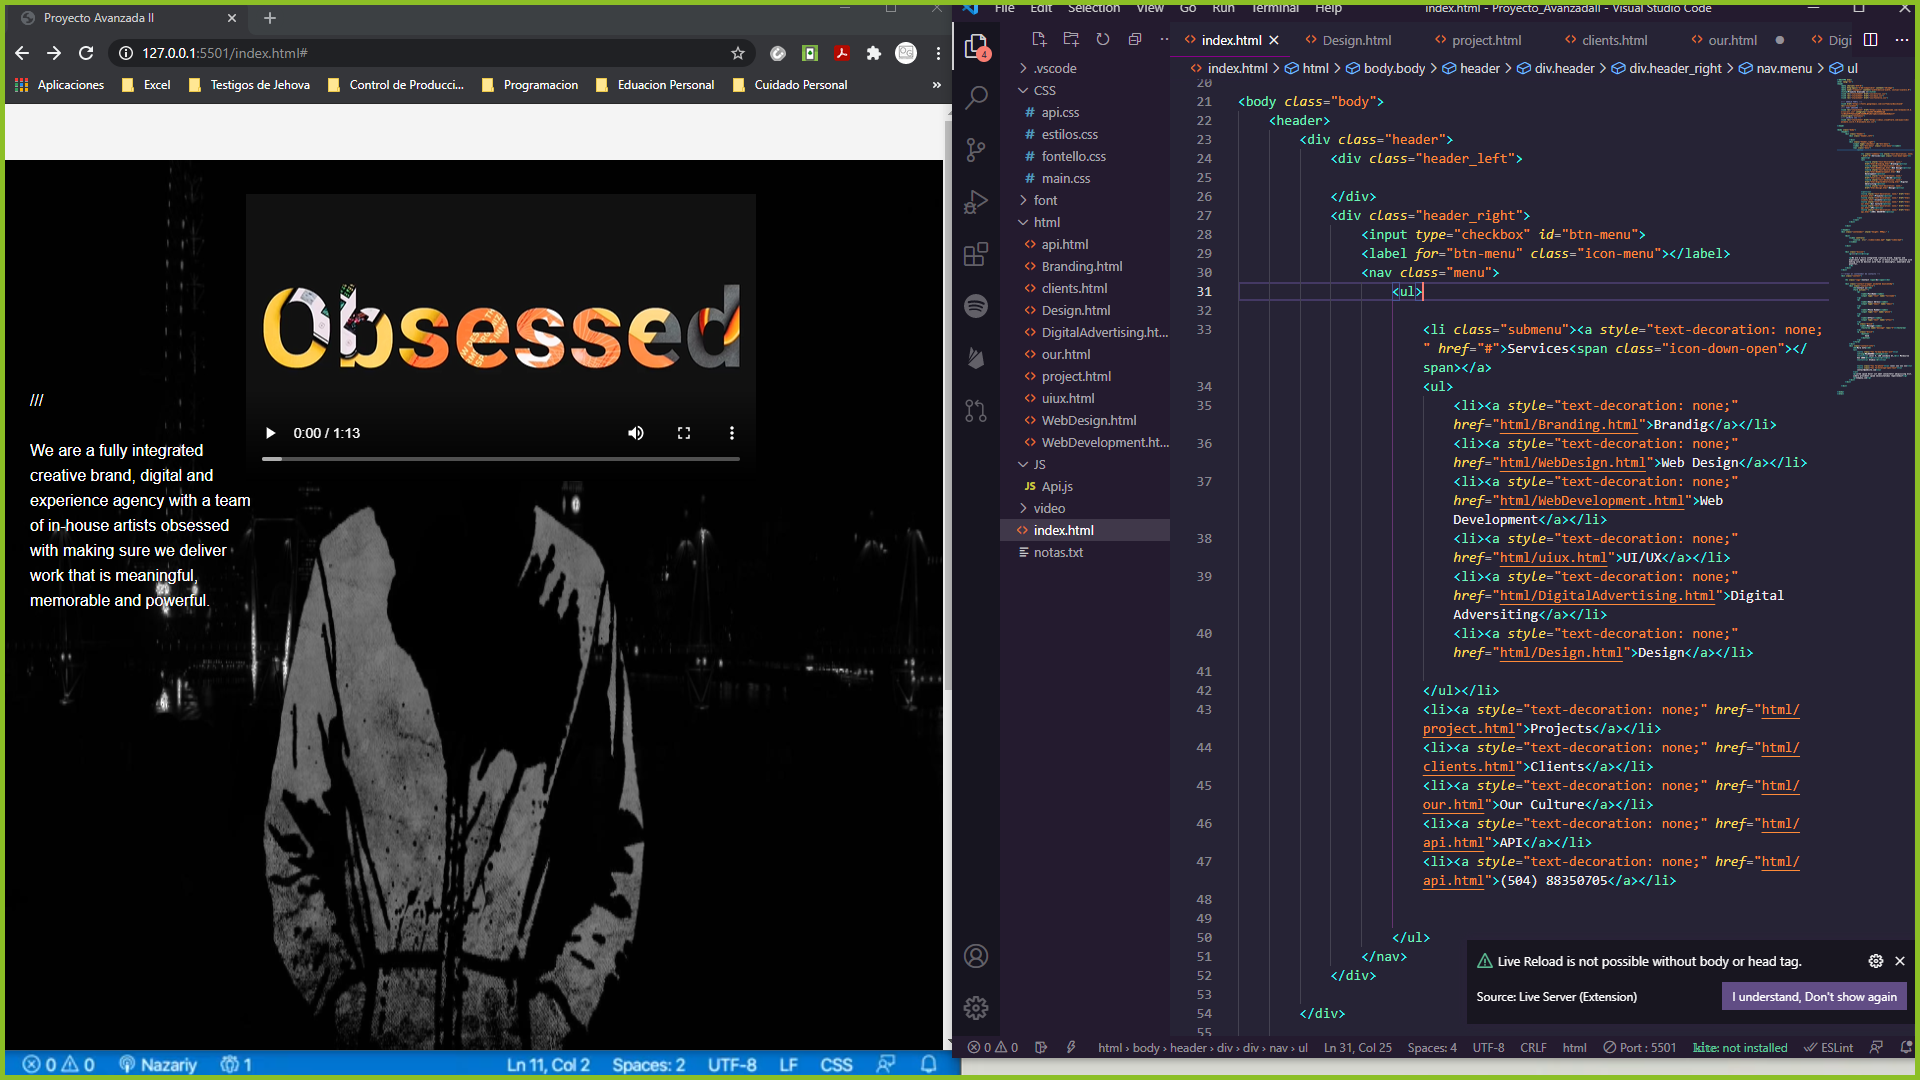 Proyecto Avanzada II
127.0.0.1:5501/index.html#
Aplicaciones
Excel
Testigos de Jehova
Control de Producci...
Programacion
Eduacion Personal
Cuidado Personal
»
Obsessed
0:00 / 1:13
///
We are a fully integrated
creative brand, digital and
experience agency with a team
of in-house artists obsessed
with making sure we deliver
work that is meaningful,
memorable and powerful.
0 0 Nazariy 1 Ln 11, Col 2 Spaces: 2 UTF-8 LF CSS
File Edit Selection View Go Run Terminal Help index.html - Proyecto_AvanzadaII - Visual Studio Code
4
.vscode
CSS
# api.css
# estilos.css
# fontello.css
# main.css
font
html
<> api.html
<> Branding.html
<> clients.html
<> Design.html
<> DigitalAdvertising.ht...
<> our.html
<> project.html
<> uiux.html
<> WebDesign.html
<> WebDevelopment.ht...
JS
JS Api.js
video
<> index.html
notas.txt
<> index.html <> Design.html <> project.html <> clients.html <> our.html <> Digi
<> index.html > html > body.body > header > div.header > div.header_right > nav.menu > ul
20
21 <body class="body">
22 <header>
23 <div class="header">
24 <div class="header_left">
25
26 </div>
27 <div class="header_right">
28 <input type="checkbox" id="btn-menu">
29 <label for="btn-menu" class="icon-menu"></label>
30 <nav class="menu">
31 <ul>
32
33 <li class="submenu"><a style="text-decoration: none;
" href="#">Services<span class="icon-down-open"></
span></a>
34 <ul>
35 <li><a style="text-decoration: none;"
href="html/Branding.html">Brandig</a></li>
36 <li><a style="text-decoration: none;"
href="html/WebDesign.html">Web Design</a></li>
37 <li><a style="text-decoration: none;"
href="html/WebDevelopment.html">Web
Development</a></li>
38 <li><a style="text-decoration: none;"
href="html/uiux.html">UI/UX</a></li>
39 <li><a style="text-decoration: none;"
href="html/DigitalAdvertising.html">Digital
Adversiting</a></li>
40 <li><a style="text-decoration: none;"
href="html/Design.html">Design</a></li>
41
42 </ul></li>
43 <li><a style="text-decoration: none;" href="html/
project.html">Projects</a></li>
44 <li><a style="text-decoration: none;" href="html/
clients.html">Clients</a></li>
45 <li><a style="text-decoration: none;" href="html/
our.html">Our Culture</a></li>
46 <li><a style="text-decoration: none;" href="html/
api.html">API</a></li>
47 <li><a style="text-decoration: none;" href="html/
api.html">(504) 88350705</a></li>
48
49
50 </ul>
51 </nav>
52 </div>
53
54 </div>
55
Live Reload is not possible without body or head tag.
Source: Live Server (Extension)
I understand, Don't show again
0 0 html > body > header > div > div > nav > ul Ln 31, Col 25 Spaces: 4 UTF-8 CRLF html Port : 5501 kite: not installed ESLint